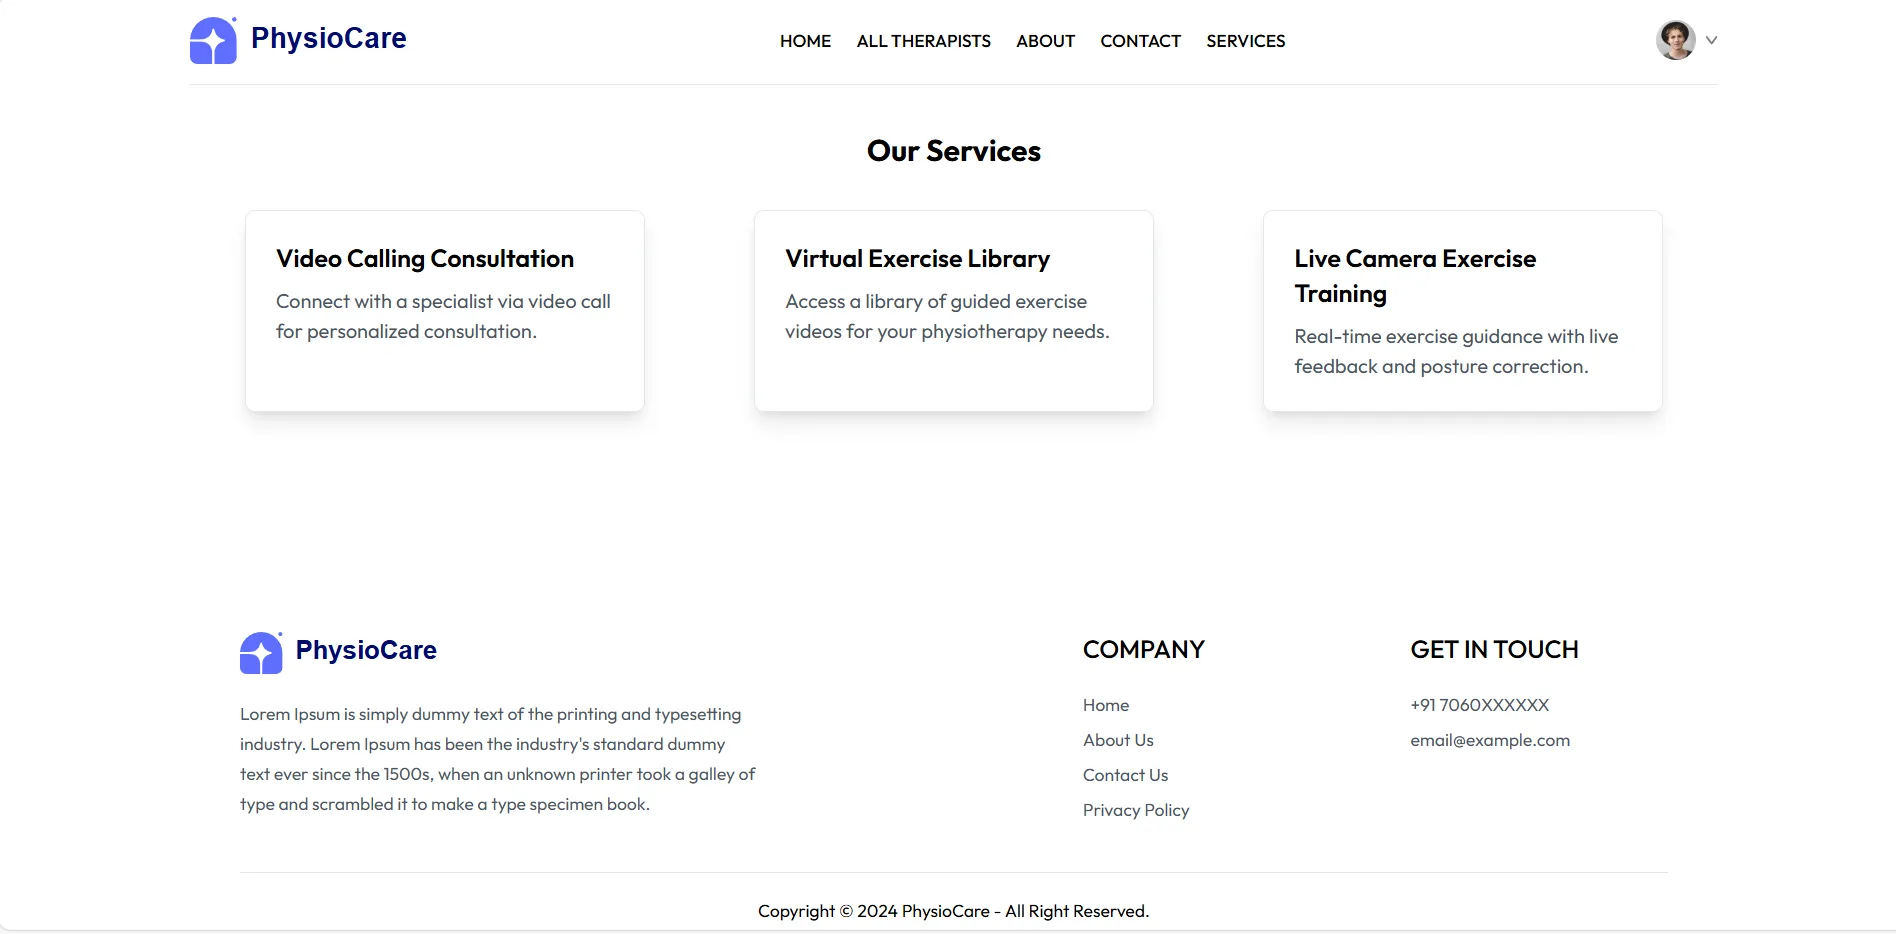 PhysioCare
HOME ALL THERAPISTS ABOUT CONTACT SERVICES
Our Services
Video Calling Consultation
Connect with a specialist via video call
for personalized consultation.
Virtual Exercise Library
Access a library of guided exercise
videos for your physiotherapy needs.
Live Camera Exercise
Training
Real-time exercise guidance with live
feedback and posture correction.
PhysioCare
Lorem Ipsum is simply dummy text of the printing and typesetting
industry. Lorem Ipsum has been the industry's standard dummy
text ever since the 1500s, when an unknown printer took a galley of
type and scrambled it to make a type specimen book.
COMPANY
Home
About Us
Contact Us
Privacy Policy
GET IN TOUCH
+91 7060XXXXXX
email@example.com
Copyright © 2024 PhysioCare - All Right Reserved.